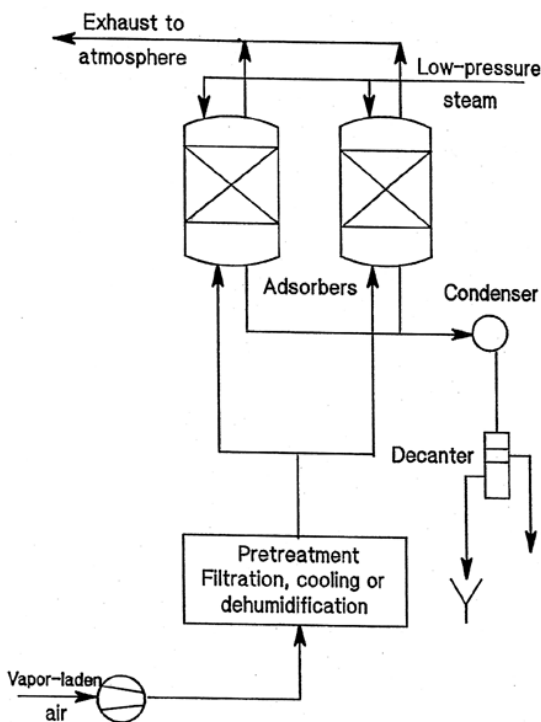 Exhaust to
atmosphere
Low-pressure
steam
Adsorbers
Condenser
Decanter
Pretreatment
Filtration, cooling or
dehumidification
Vapor-laden
air